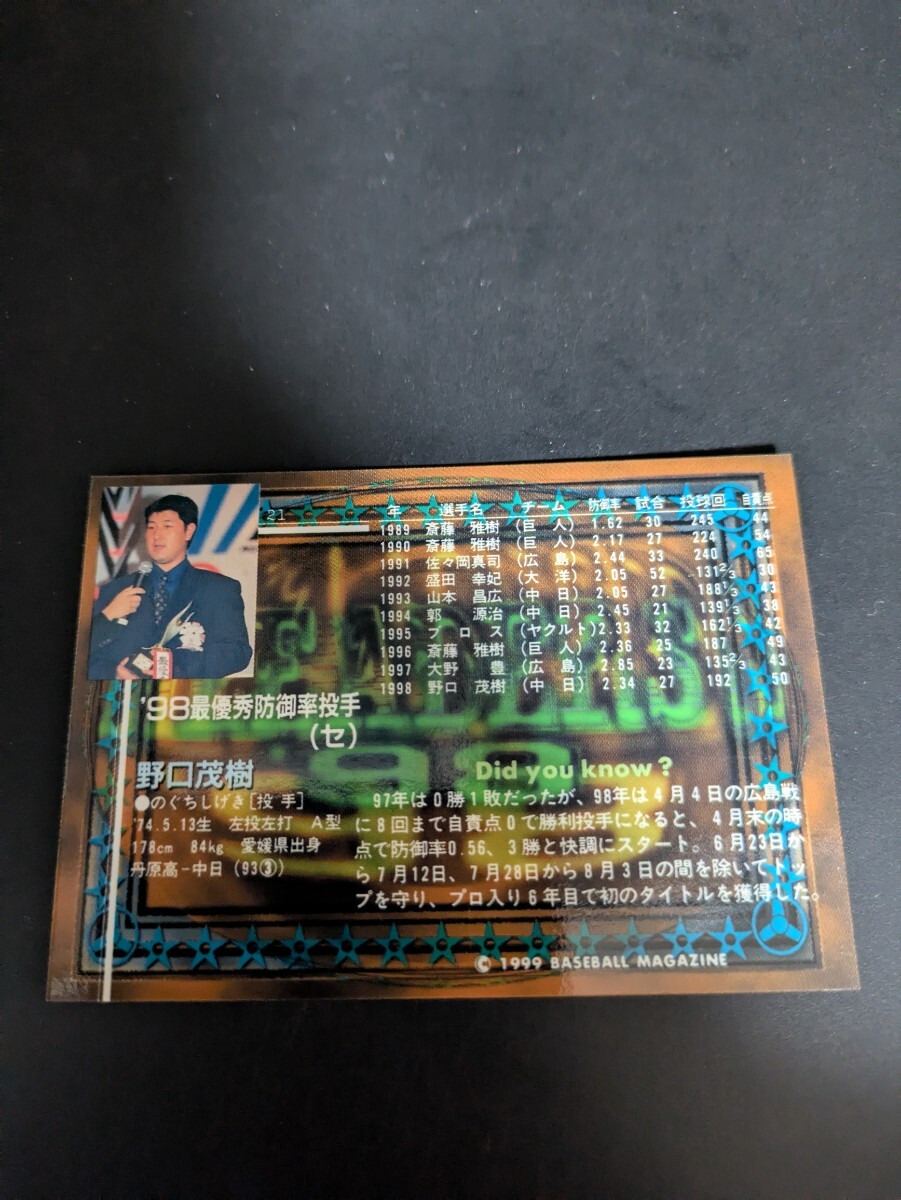 21
年 選手名 チーム 防御率 試合 投球回 自責点
1989 斎藤 雅樹 (巨 人) 1.62 30 245 44
1990 斎藤 雅樹 (巨 人) 2.17 27 224 54
1991 佐々岡真司 (広 島) 2.44 33 240 65
1992 盛田 幸妃 (大 洋) 2.05 52 131⅔ 30
1993 山本 昌広 (中 日) 2.05 27 188⅓ 43
1994 郭 源治 (中 日) 2.45 21 139⅓ 38
1995 ブロス (ヤクルト) 2.33 32 162⅓ 42
1996 斎藤 雅樹 (巨 人) 2.36 25 187 49
1997 大野 豊 (広 島) 2.85 23 135⅔ 43
1998 野口 茂樹 (中 日) 2.34 27 192 50
LEADERS
98
'98最優秀防御率投手
(セ)
野口茂樹
●のぐちしげき[投手]
'74.5.13生 左投左打 A型
178cm 84kg 愛媛県出身
丹原高-中日(93③)
Did you know?
97年は0勝1敗だったが、98年は4月4日の広島戦
に8回まで自責点0で勝利投手になると、4月末の時
点で防御率0.56、3勝と快調にスタート。6月23日か
ら7月12日、7月28日から8月3日の間を除いてトッ
プを守り、プロ入り6年目で初のタイトルを獲得した。
© 1999 BASEBALL MAGAZINE